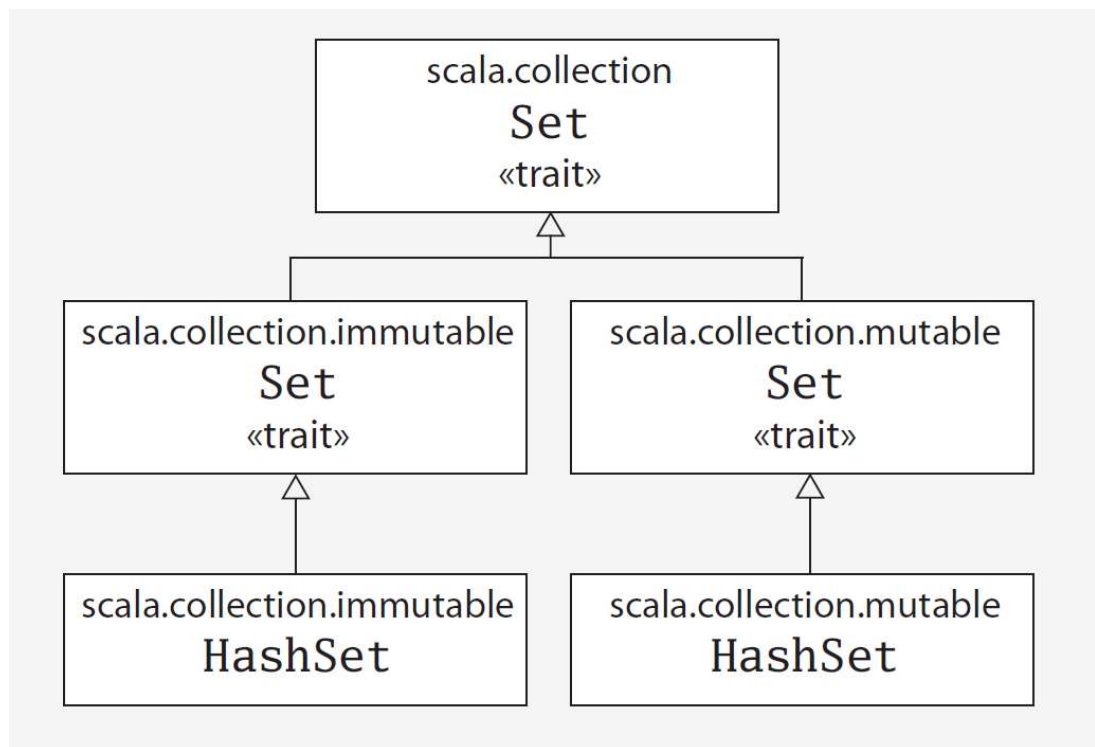 scala.collection
Set
«trait»
scala.collection.immutable
Set
«trait»
scala.collection.mutable
Set
«trait»
scala.collection.immutable
HashSet
scala.collection.mutable
HashSet